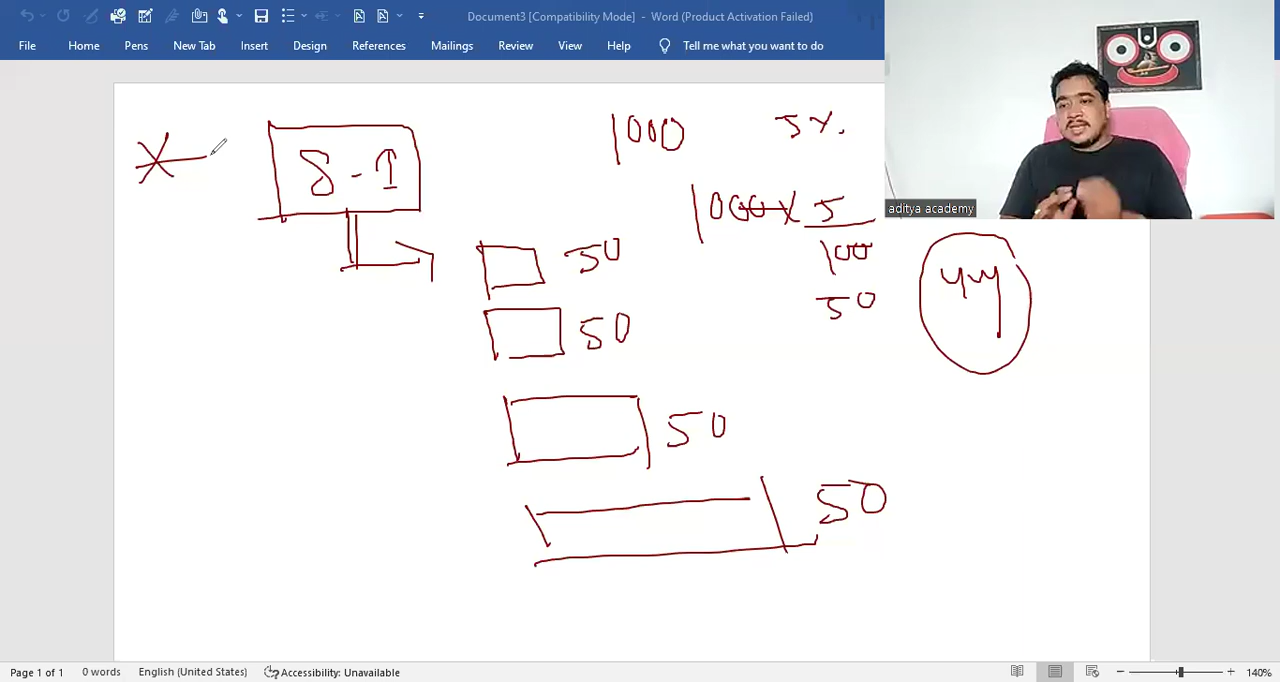 Document3 [Compatibility Mode] - Word (Product Activation Failed)
File Home Pens New Tab Insert Design References Mailings Review View Help Tell me what you want to do
aditya academy
1000 5%.
8-1
1000 X 5
100
50
50
50
50
50
Page 1 of 1 0 words English (United States) Accessibility: Unavailable 140%